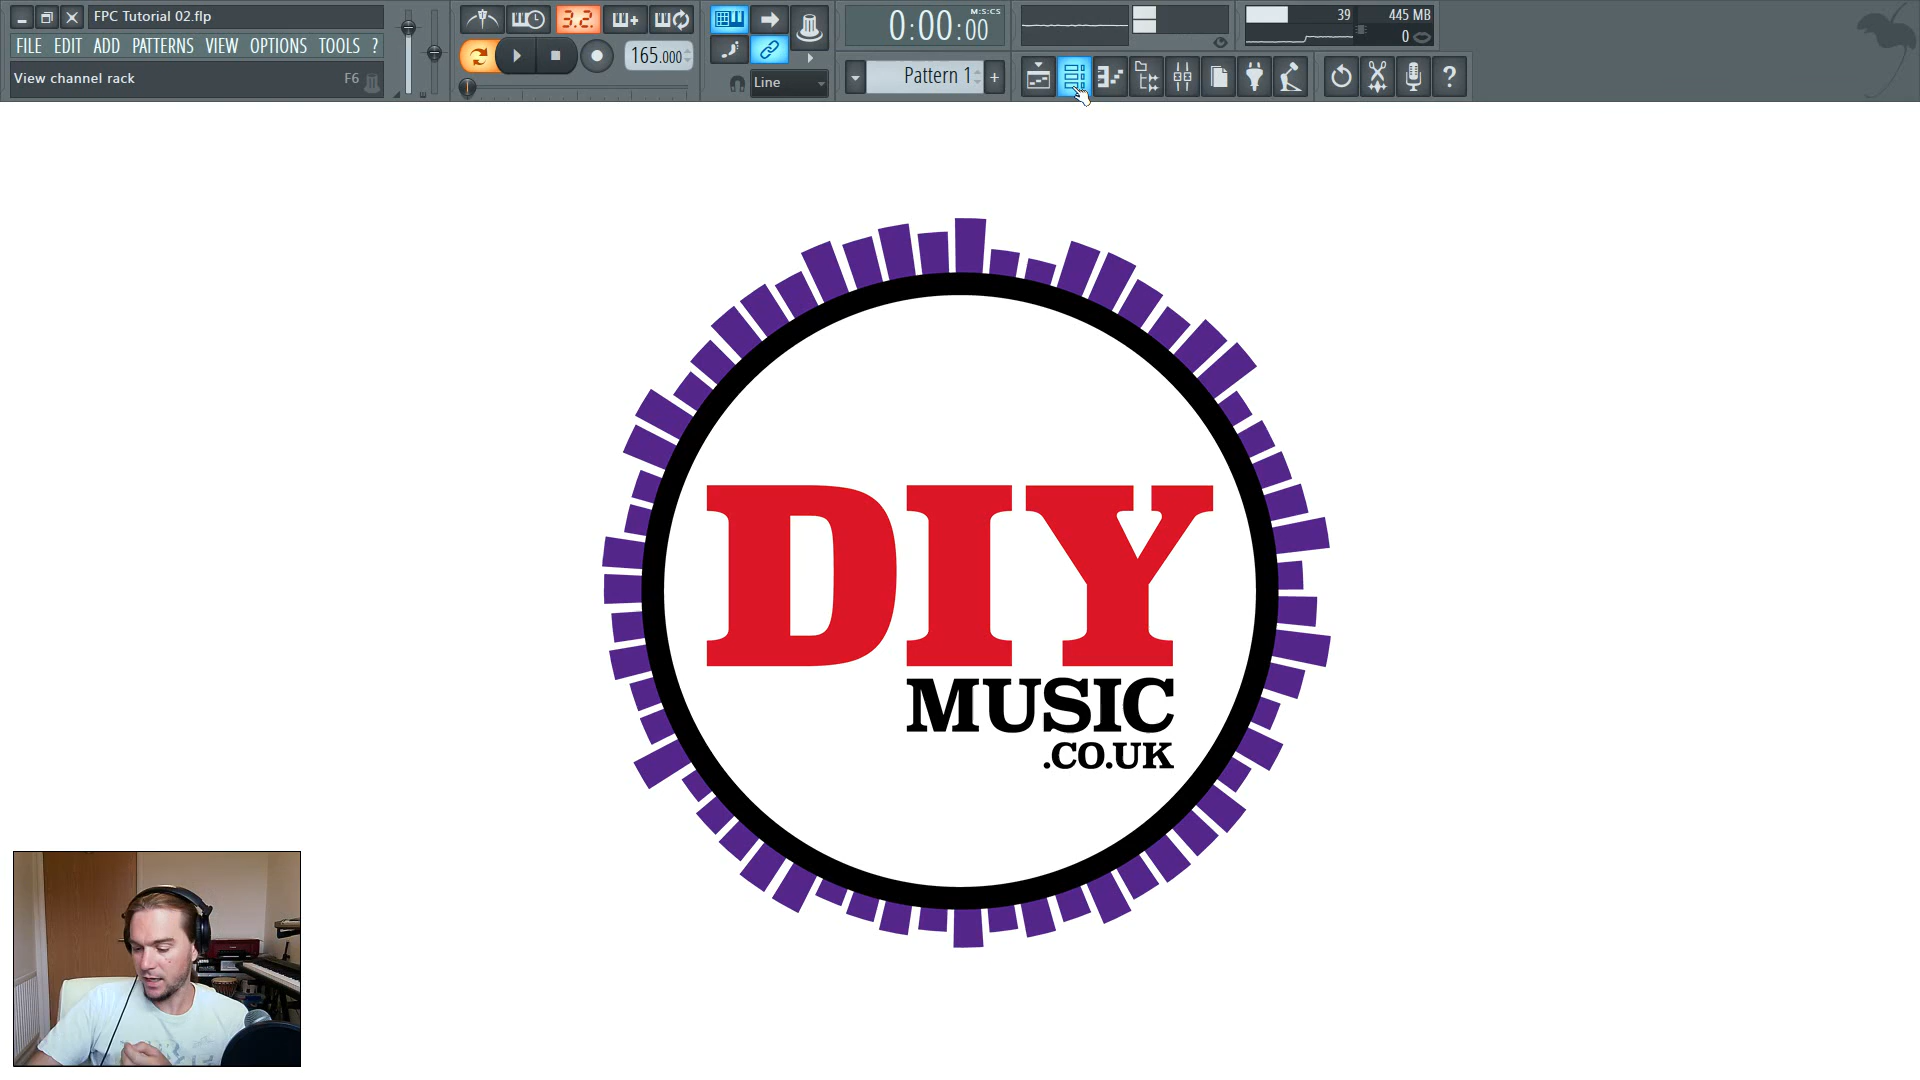 FPC Tutorial 02.flp
FILE EDIT ADD PATTERNS VIEW OPTIONS TOOLS ?
View channel rack F6
3.2.
165.000
Line
0:00:00
M:S:CS
Pattern 1
+
39
445 MB
0
?
DIY
MUSIC
.CO.UK